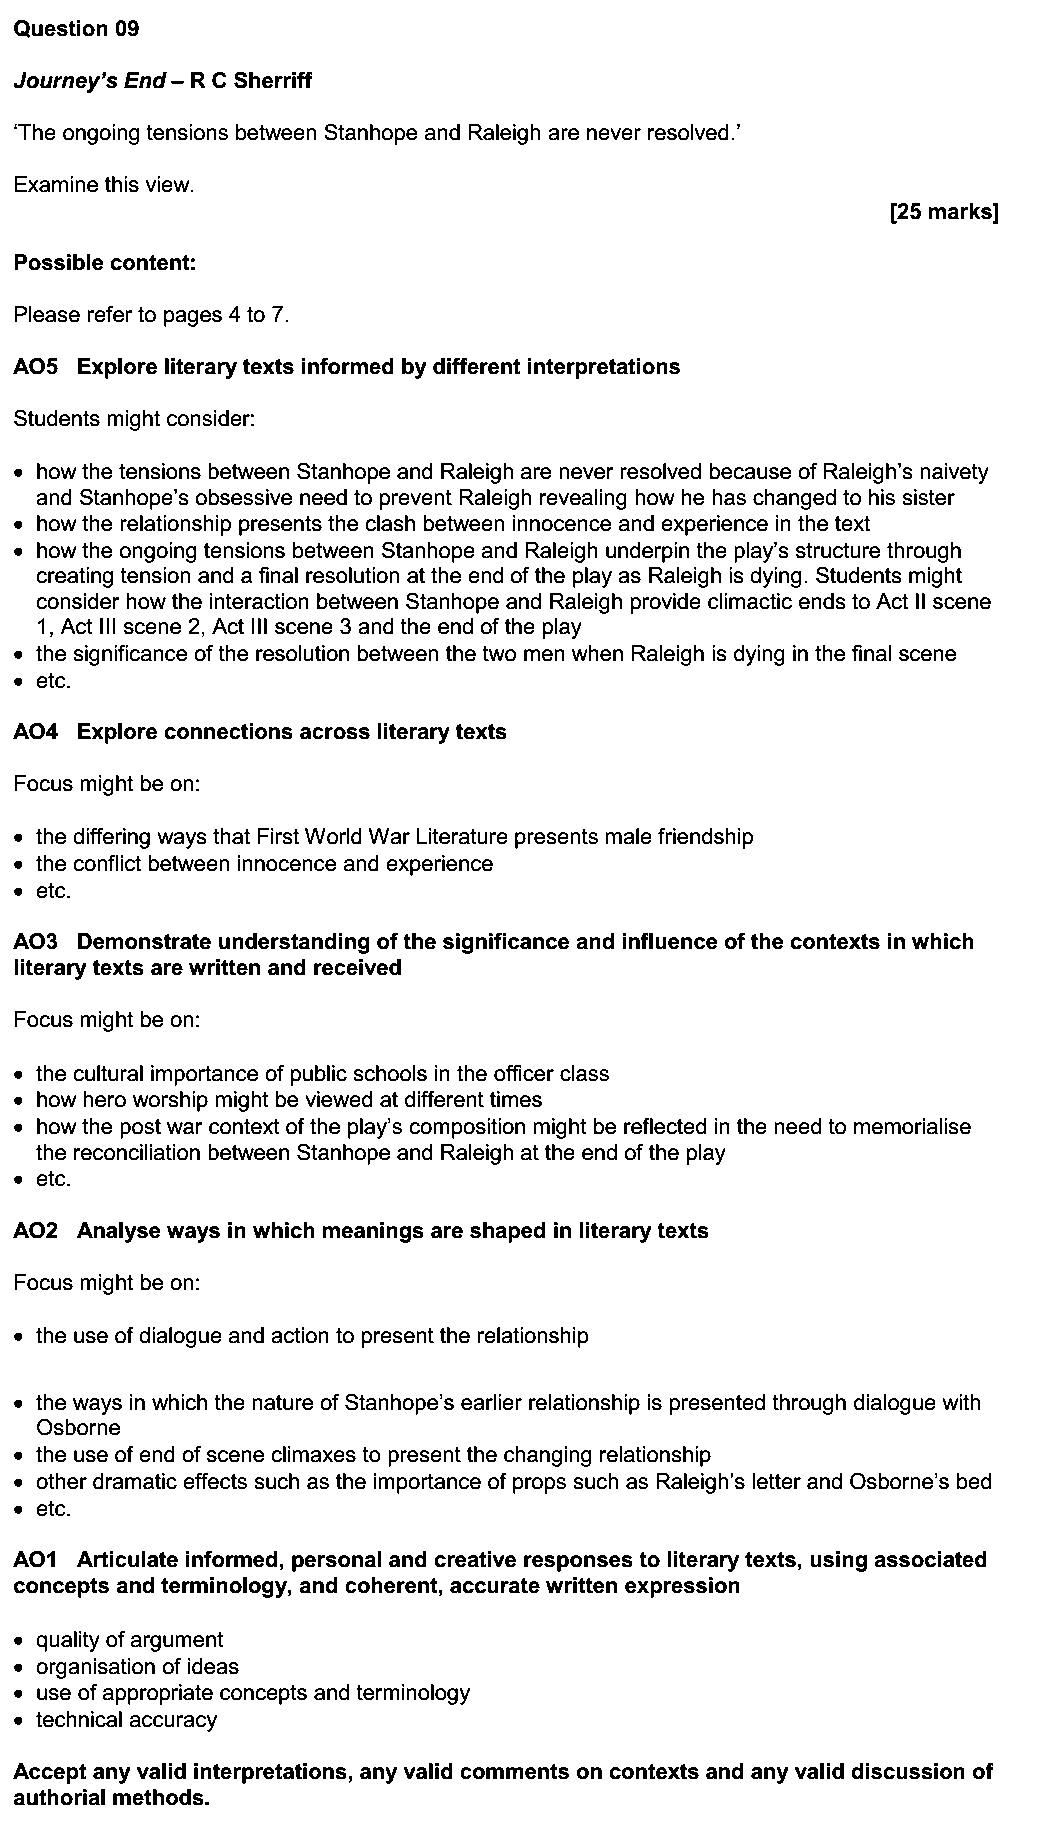 Question 09
Journey's End – R C Sherriff
‘The ongoing tensions between Stanhope and Raleigh are never resolved.’
Examine this view.
[25 marks]
Possible content:
Please refer to pages 4 to 7.
AO5 Explore literary texts informed by different interpretations
Students might consider:
• how the tensions between Stanhope and Raleigh are never resolved because of Raleigh’s naivety
and Stanhope’s obsessive need to prevent Raleigh revealing how he has changed to his sister
• how the relationship presents the clash between innocence and experience in the text
• how the ongoing tensions between Stanhope and Raleigh underpin the play’s structure through
creating tension and a final resolution at the end of the play as Raleigh is dying. Students might
consider how the interaction between Stanhope and Raleigh provide climactic ends to Act II scene
1, Act III scene 2, Act III scene 3 and the end of the play
• the significance of the resolution between the two men when Raleigh is dying in the final scene
• etc.
AO4 Explore connections across literary texts
Focus might be on:
• the differing ways that First World War Literature presents male friendship
• the conflict between innocence and experience
• etc.
AO3 Demonstrate understanding of the significance and influence of the contexts in which
literary texts are written and received
Focus might be on:
• the cultural importance of public schools in the officer class
• how hero worship might be viewed at different times
• how the post war context of the play’s composition might be reflected in the need to memorialise
the reconciliation between Stanhope and Raleigh at the end of the play
• etc.
AO2 Analyse ways in which meanings are shaped in literary texts
Focus might be on:
• the use of dialogue and action to present the relationship
• the ways in which the nature of Stanhope’s earlier relationship is presented through dialogue with
Osborne
• the use of end of scene climaxes to present the changing relationship
• other dramatic effects such as the importance of props such as Raleigh’s letter and Osborne’s bed
• etc.
AO1 Articulate informed, personal and creative responses to literary texts, using associated
concepts and terminology, and coherent, accurate written expression
• quality of argument
• organisation of ideas
• use of appropriate concepts and terminology
• technical accuracy
Accept any valid interpretations, any valid comments on contexts and any valid discussion of
authorial methods.